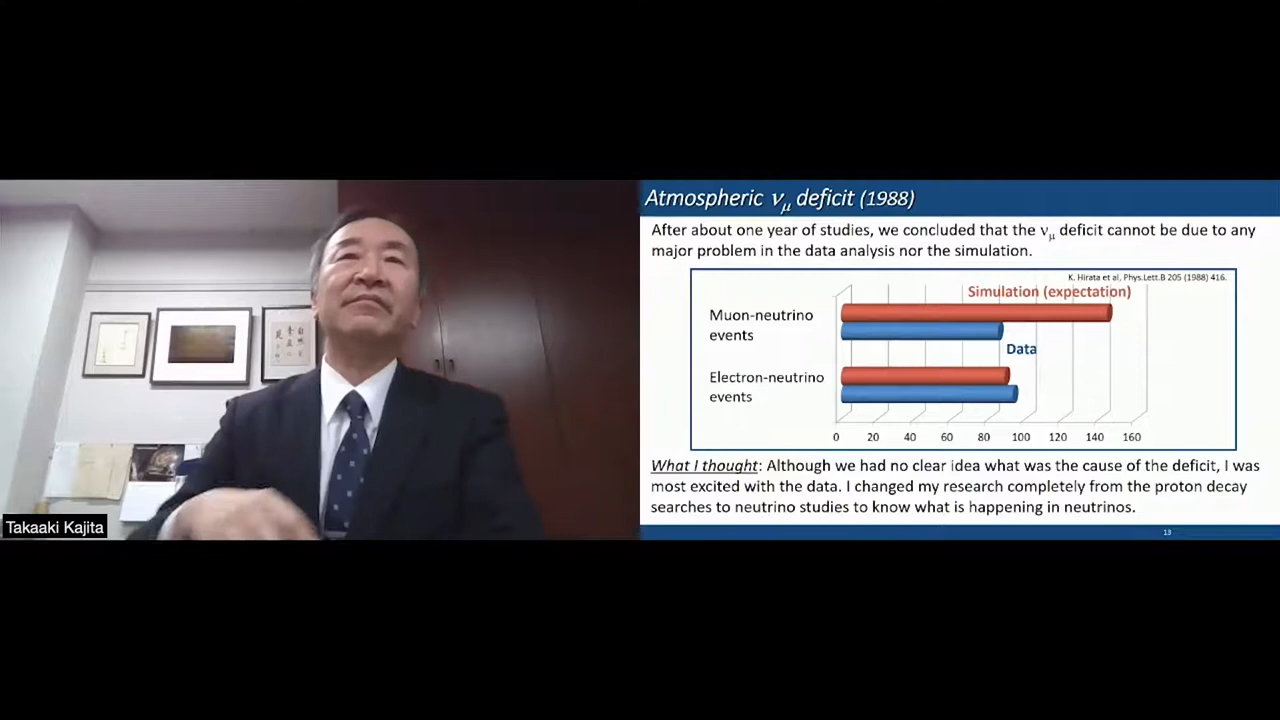 Takaaki Kajita
Atmospheric νμ deficit (1988)
After about one year of studies, we concluded that the νμ deficit cannot be due to any
major problem in the data analysis nor the simulation.
K. Hirata et al, Phys.Lett.B 205 (1988) 416.
Simulation (expectation)
Muon-neutrino
events
Data
Electron-neutrino
events
0 20 40 60 80 100 120 140 160
What I thought: Although we had no clear idea what was the cause of the deficit, I was
most excited with the data. I changed my research completely from the proton decay
searches to neutrino studies to know what is happening in neutrinos.
13